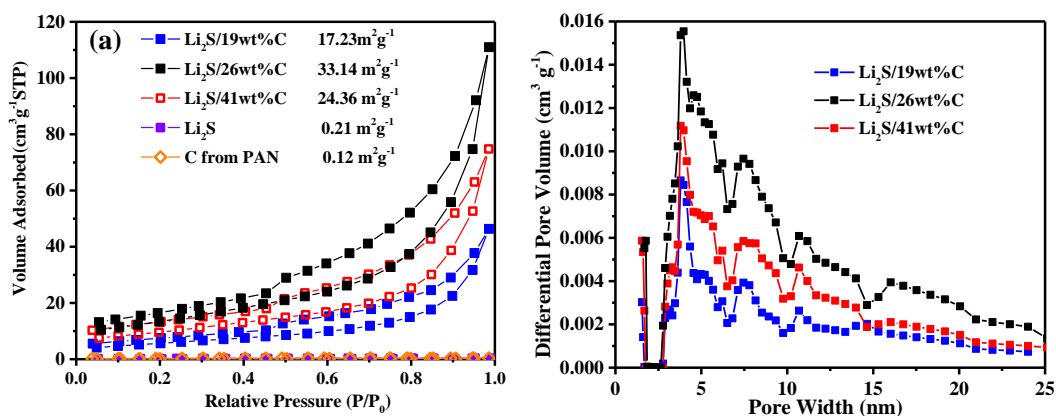 (a)
Li₂S/19wt%C 17.23m²g⁻¹
Li₂S/26wt%C 33.14 m²g⁻¹
Li₂S/41wt%C 24.36 m²g⁻¹
Li₂S 0.21 m²g⁻¹
C from PAN 0.12 m²g⁻¹
Volume Adsorbed(cm³g⁻¹STP)
120
100
80
60
40
20
0
0.0 0.2 0.4 0.6 0.8 1.0
Relative Pressure (P/P₀)
Li₂S/19wt%C
Li₂S/26wt%C
Li₂S/41wt%C
Differential Pore Volume (cm³ g⁻¹)
0.016
0.014
0.012
0.010
0.008
0.006
0.004
0.002
0.000
0 5 10 15 20 25
Pore Width (nm)